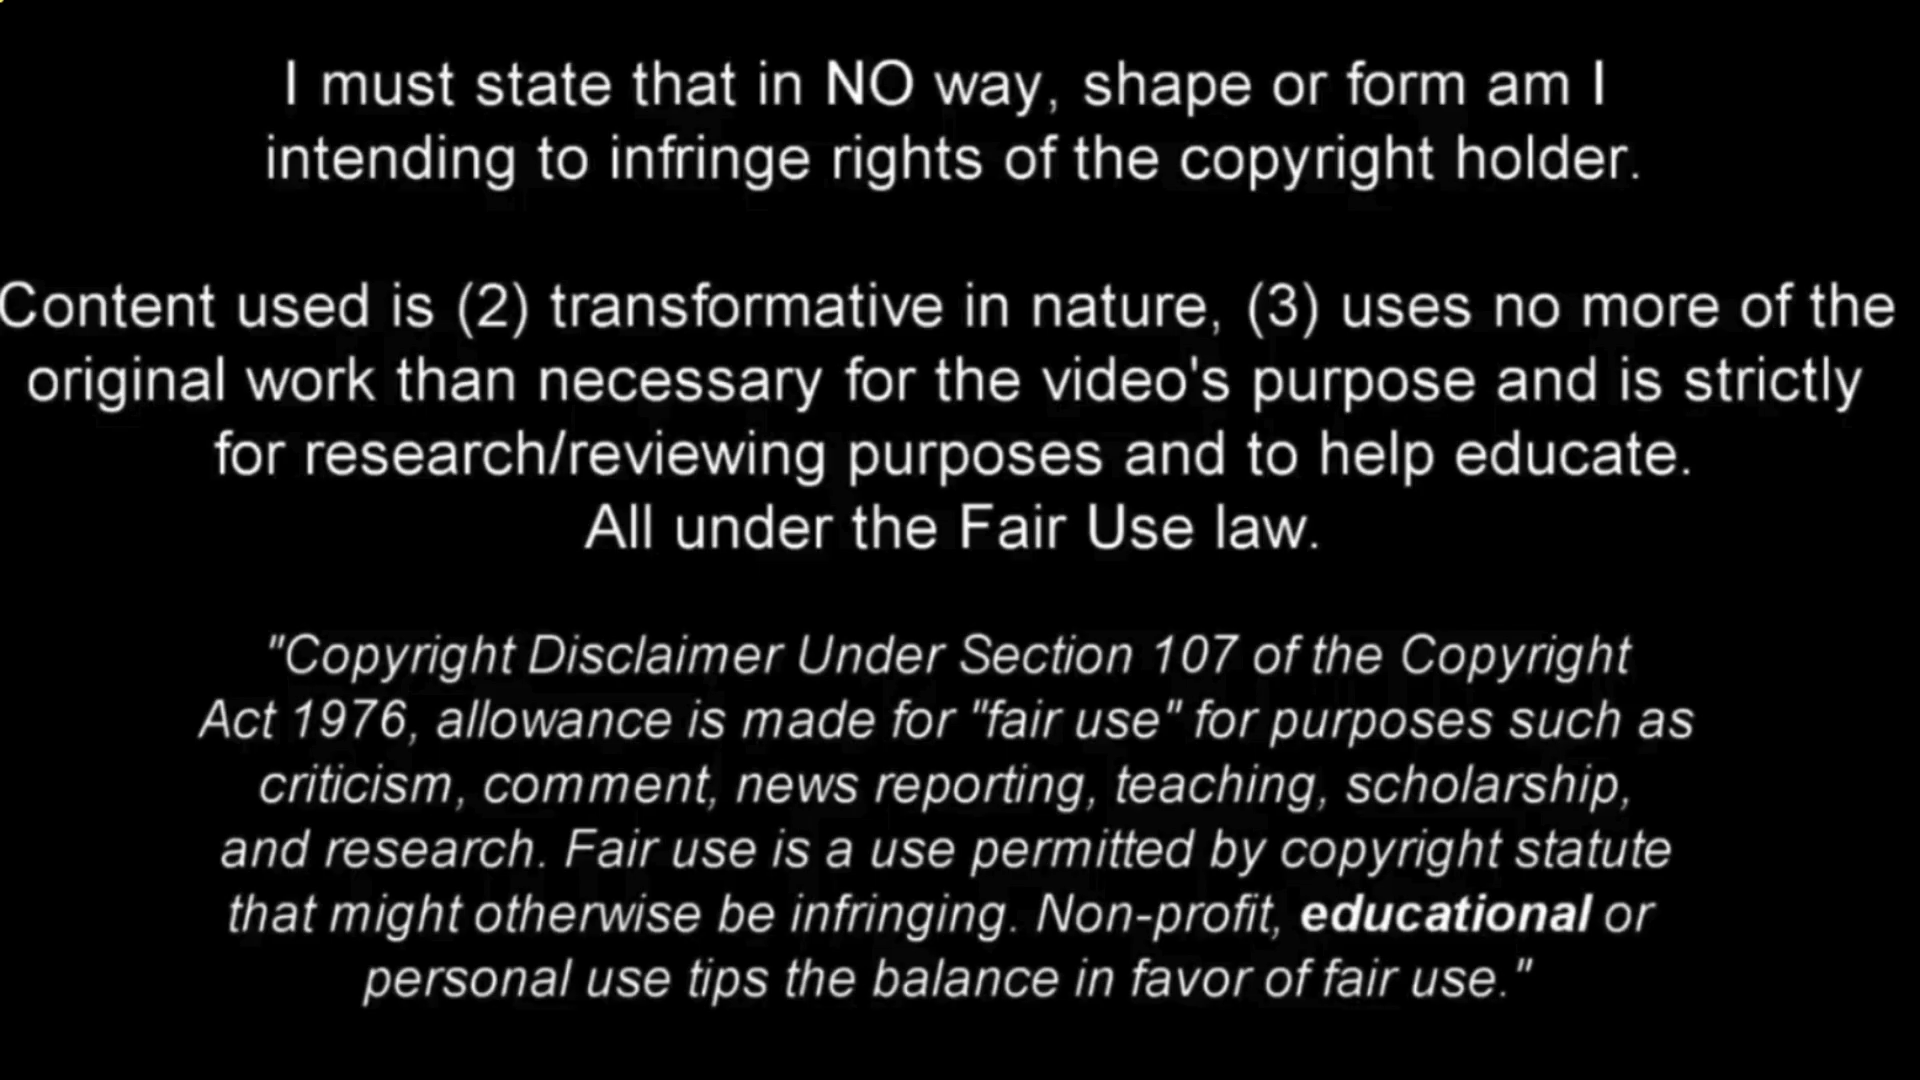 I must state that in NO way, shape or form am I
intending to infringe rights of the copyright holder.
Content used is (2) transformative in nature, (3) uses no more of the
original work than necessary for the video's purpose and is strictly
for research/reviewing purposes and to help educate.
All under the Fair Use law.
"Copyright Disclaimer Under Section 107 of the Copyright
Act 1976, allowance is made for "fair use" for purposes such as
criticism, comment, news reporting, teaching, scholarship,
and research. Fair use is a use permitted by copyright statute
that might otherwise be infringing. Non-profit, educational or
personal use tips the balance in favor of fair use."